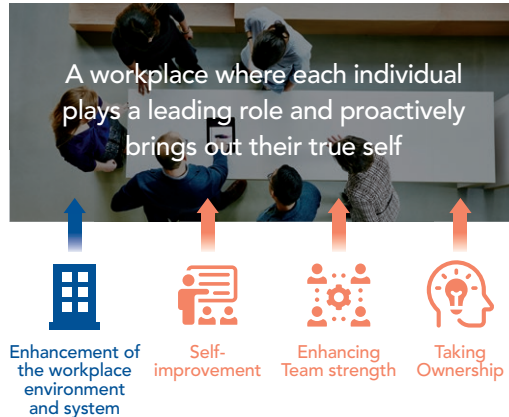 A workplace where each individual
plays a leading role and proactively
brings out their true self
Enhancement of
the workplace
environment
and system
Self-
improvement
Enhancing
Team strength
Taking
Ownership